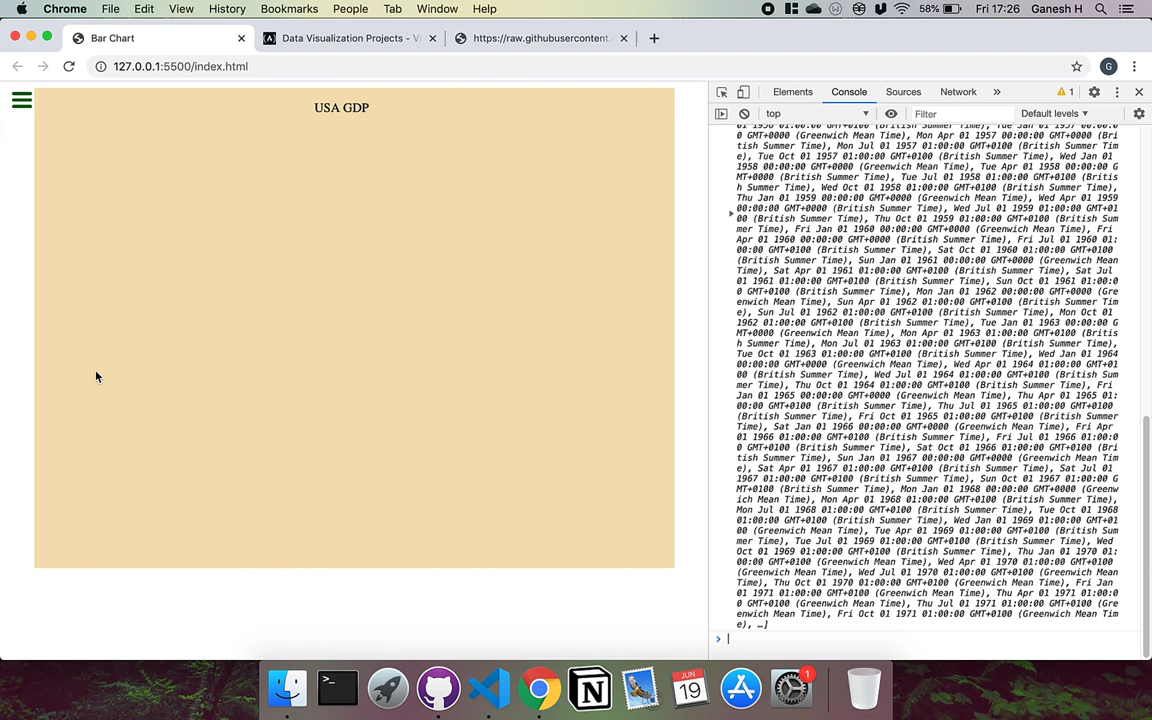 Chrome File Edit View History Bookmarks People Tab Window Help 58% Fri 17:26 Ganesh H
Bar Chart
Data Visualization Projects - Vi
https://raw.githubusercontent.
127.0.0.1:5500/index.html
G
USA GDP
Elements Console Sources Network » 1
top Filter Default levels
01 1956 01:00:00 GMT+0100 (British Summer Time), Tue Jan 01 1957 00:00:0
0 GMT+0000 (Greenwich Mean Time), Mon Apr 01 1957 01:00:00 GMT+0100 (Bri
tish Summer Time), Mon Jul 01 1957 01:00:00 GMT+0100 (British Summer Tim
e), Tue Oct 01 1957 01:00:00 GMT+0100 (British Summer Time), Wed Jan 01
1958 00:00:00 GMT+0000 (Greenwich Mean Time), Tue Apr 01 1958 00:00:00 G
MT+0000 (British Summer Time), Tue Jul 01 1958 01:00:00 GMT+0100 (Britis
h Summer Time), Wed Oct 01 1958 01:00:00 GMT+0100 (British Summer Time),
Thu Jan 01 1959 00:00:00 GMT+0000 (Greenwich Mean Time), Wed Apr 01 1959
00:00:00 GMT+0000 (British Summer Time), Wed Jul 01 1959 01:00:00 GMT+01
00 (British Summer Time), Thu Oct 01 1959 01:00:00 GMT+0100 (British Sum
mer Time), Fri Jan 01 1960 00:00:00 GMT+0000 (Greenwich Mean Time), Fri
Apr 01 1960 00:00:00 GMT+0000 (British Summer Time), Fri Jul 01 1960 01:
00:00 GMT+0100 (British Summer Time), Sat Oct 01 1960 01:00:00 GMT+0100
(British Summer Time), Sun Jan 01 1961 00:00:00 GMT+0000 (Greenwich Mean
Time), Sat Apr 01 1961 01:00:00 GMT+0100 (British Summer Time), Sat Jul
01 1961 01:00:00 GMT+0100 (British Summer Time), Sun Oct 01 1961 01:00:0
0 GMT+0100 (British Summer Time), Mon Jan 01 1962 00:00:00 GMT+0000 (Gre
enwich Mean Time), Sun Apr 01 1962 01:00:00 GMT+0100 (British Summer Tim
e), Sun Jul 01 1962 01:00:00 GMT+0100 (British Summer Time), Mon Oct 01
1962 01:00:00 GMT+0100 (British Summer Time), Tue Jan 01 1963 00:00:00 G
MT+0000 (Greenwich Mean Time), Mon Apr 01 1963 01:00:00 GMT+0100 (Britis
h Summer Time), Mon Jul 01 1963 01:00:00 GMT+0100 (British Summer Time),
Tue Oct 01 1963 01:00:00 GMT+0100 (British Summer Time), Wed Jan 01 1964
00:00:00 GMT+0000 (Greenwich Mean Time), Wed Apr 01 1964 01:00:00 GMT+01
00 (British Summer Time), Wed Jul 01 1964 01:00:00 GMT+0100 (British Sum
mer Time), Thu Oct 01 1964 01:00:00 GMT+0100 (British Summer Time), Fri
Jan 01 1965 00:00:00 GMT+0000 (Greenwich Mean Time), Thu Apr 01 1965 01:
00:00 GMT+0100 (British Summer Time), Thu Jul 01 1965 01:00:00 GMT+0100
(British Summer Time), Fri Oct 01 1965 01:00:00 GMT+0100 (British Summer
Time), Sat Jan 01 1966 00:00:00 GMT+0000 (Greenwich Mean Time), Fri Apr
01 1966 01:00:00 GMT+0100 (British Summer Time), Fri Jul 01 1966 01:00:0
0 GMT+0100 (British Summer Time), Sat Oct 01 1966 01:00:00 GMT+0100 (Bri
tish Summer Time), Sun Jan 01 1967 00:00:00 GMT+0000 (Greenwich Mean Tim
e), Sat Apr 01 1967 01:00:00 GMT+0100 (British Summer Time), Sat Jul 01
1967 01:00:00 GMT+0100 (British Summer Time), Sun Oct 01 1967 01:00:00 G
MT+0100 (British Summer Time), Mon Jan 01 1968 00:00:00 GMT+0000 (Greenw
ich Mean Time), Mon Apr 01 1968 01:00:00 GMT+0100 (British Summer Time),
Mon Jul 01 1968 01:00:00 GMT+0100 (British Summer Time), Tue Oct 01 1968
01:00:00 GMT+0100 (British Summer Time), Wed Jan 01 1969 01:00:00 GMT+01
00 (Greenwich Mean Time), Tue Apr 01 1969 01:00:00 GMT+0100 (British Sum
mer Time), Tue Jul 01 1969 01:00:00 GMT+0100 (British Summer Time), Wed
Oct 01 1969 01:00:00 GMT+0100 (British Summer Time), Thu Jan 01 1970 01:
00:00 GMT+0100 (Greenwich Mean Time), Wed Apr 01 1970 01:00:00 GMT+0100
(British Summer Time), Wed Jul 01 1970 01:00:00 GMT+0100 (British Summer
Time), Thu Oct 01 1970 01:00:00 GMT+0100 (British Summer Time), Fri Jan
01 1971 01:00:00 GMT+0100 (Greenwich Mean Time), Thu Apr 01 1971 01:00:0
0 GMT+0100 (British Summer Time), Thu Jul 01 1971 01:00:00 GMT+0100 (Gre
enwich Mean Time), Fri Oct 01 1971 01:00:00 GMT+0100 (British Summer Tim
e), …]
JUN
19
1